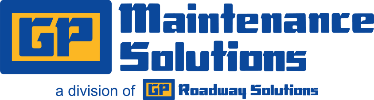 GP Maintenance
Solutions
a division of GP Roadway Solutions